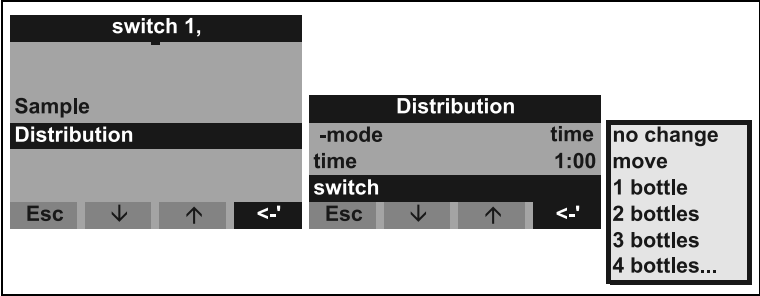 switch 1,
Sample
Distribution
Esc ↓ ↑ <-'
Distribution
-mode time
time 1:00
switch
Esc ↓ ↑ <-'
no change
move
1 bottle
2 bottles
3 bottles
4 bottles...